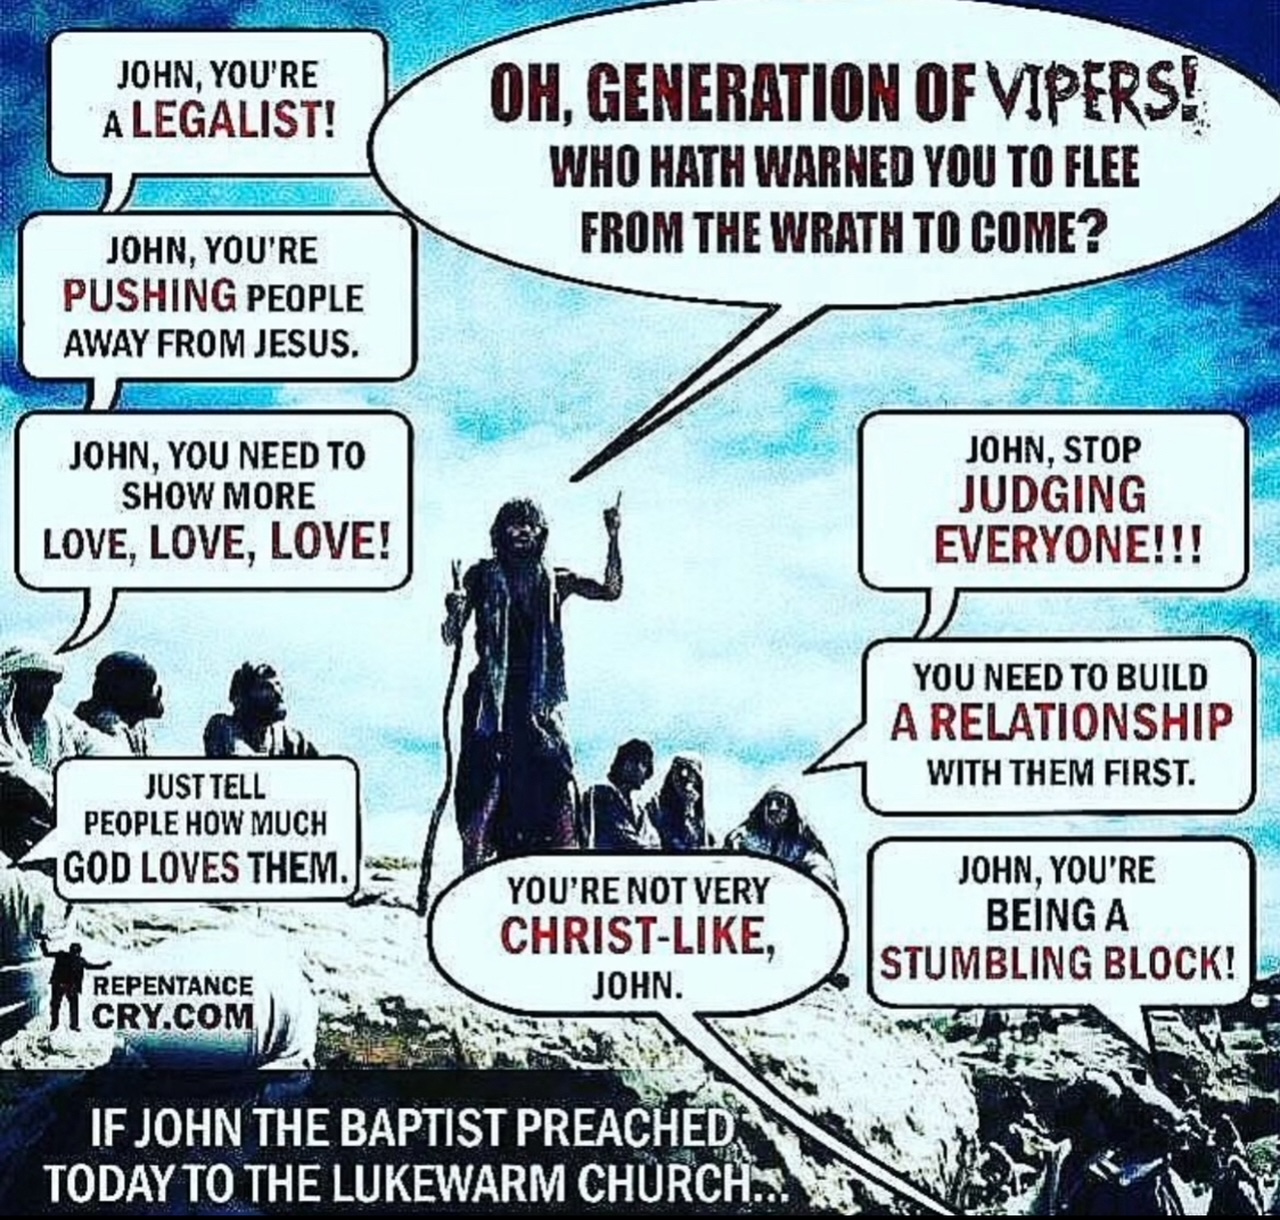 JOHN, YOU'RE
A LEGALIST!
OH, GENERATION OF VIPERS!
WHO HATH WARNED YOU TO FLEE
FROM THE WRATH TO COME?
JOHN, YOU'RE
PUSHING PEOPLE
AWAY FROM JESUS.
JOHN, YOU NEED TO
SHOW MORE
LOVE, LOVE, LOVE!
JOHN, STOP
JUDGING
EVERYONE!!!
YOU NEED TO BUILD
A RELATIONSHIP
WITH THEM FIRST.
JUST TELL
PEOPLE HOW MUCH
GOD LOVES THEM.
YOU'RE NOT VERY
CHRIST-LIKE,
JOHN.
JOHN, YOU'RE
BEING A
STUMBLING BLOCK!
REPENTANCE
CRY.COM
IF JOHN THE BAPTIST PREACHED
TODAY TO THE LUKEWARM CHURCH...